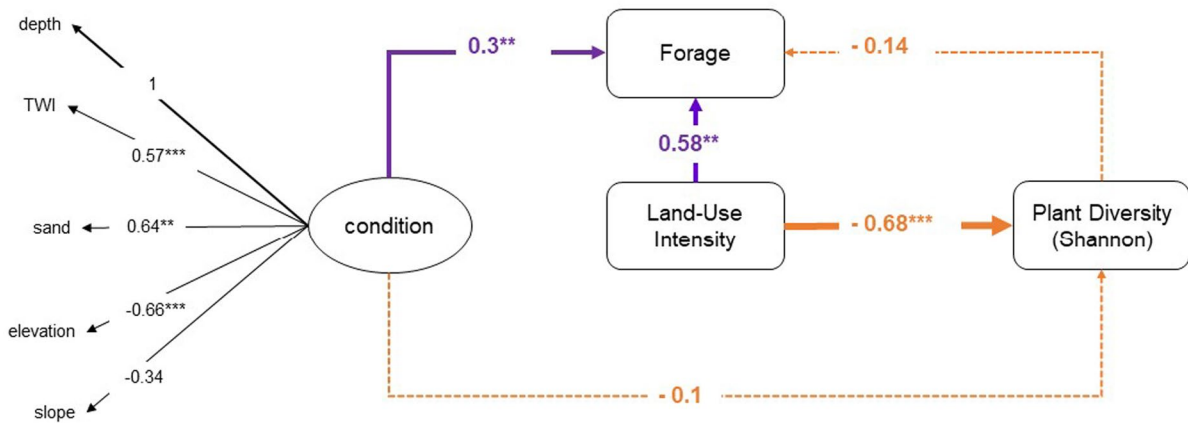 depth
1
TWI
0.57***
sand
0.64**
elevation
-0.66***
slope
-0.34
condition
0.3**
Forage
- 0.14
0.58**
Land-Use
Intensity
- 0.68***
Plant Diversity
(Shannon)
- 0.1